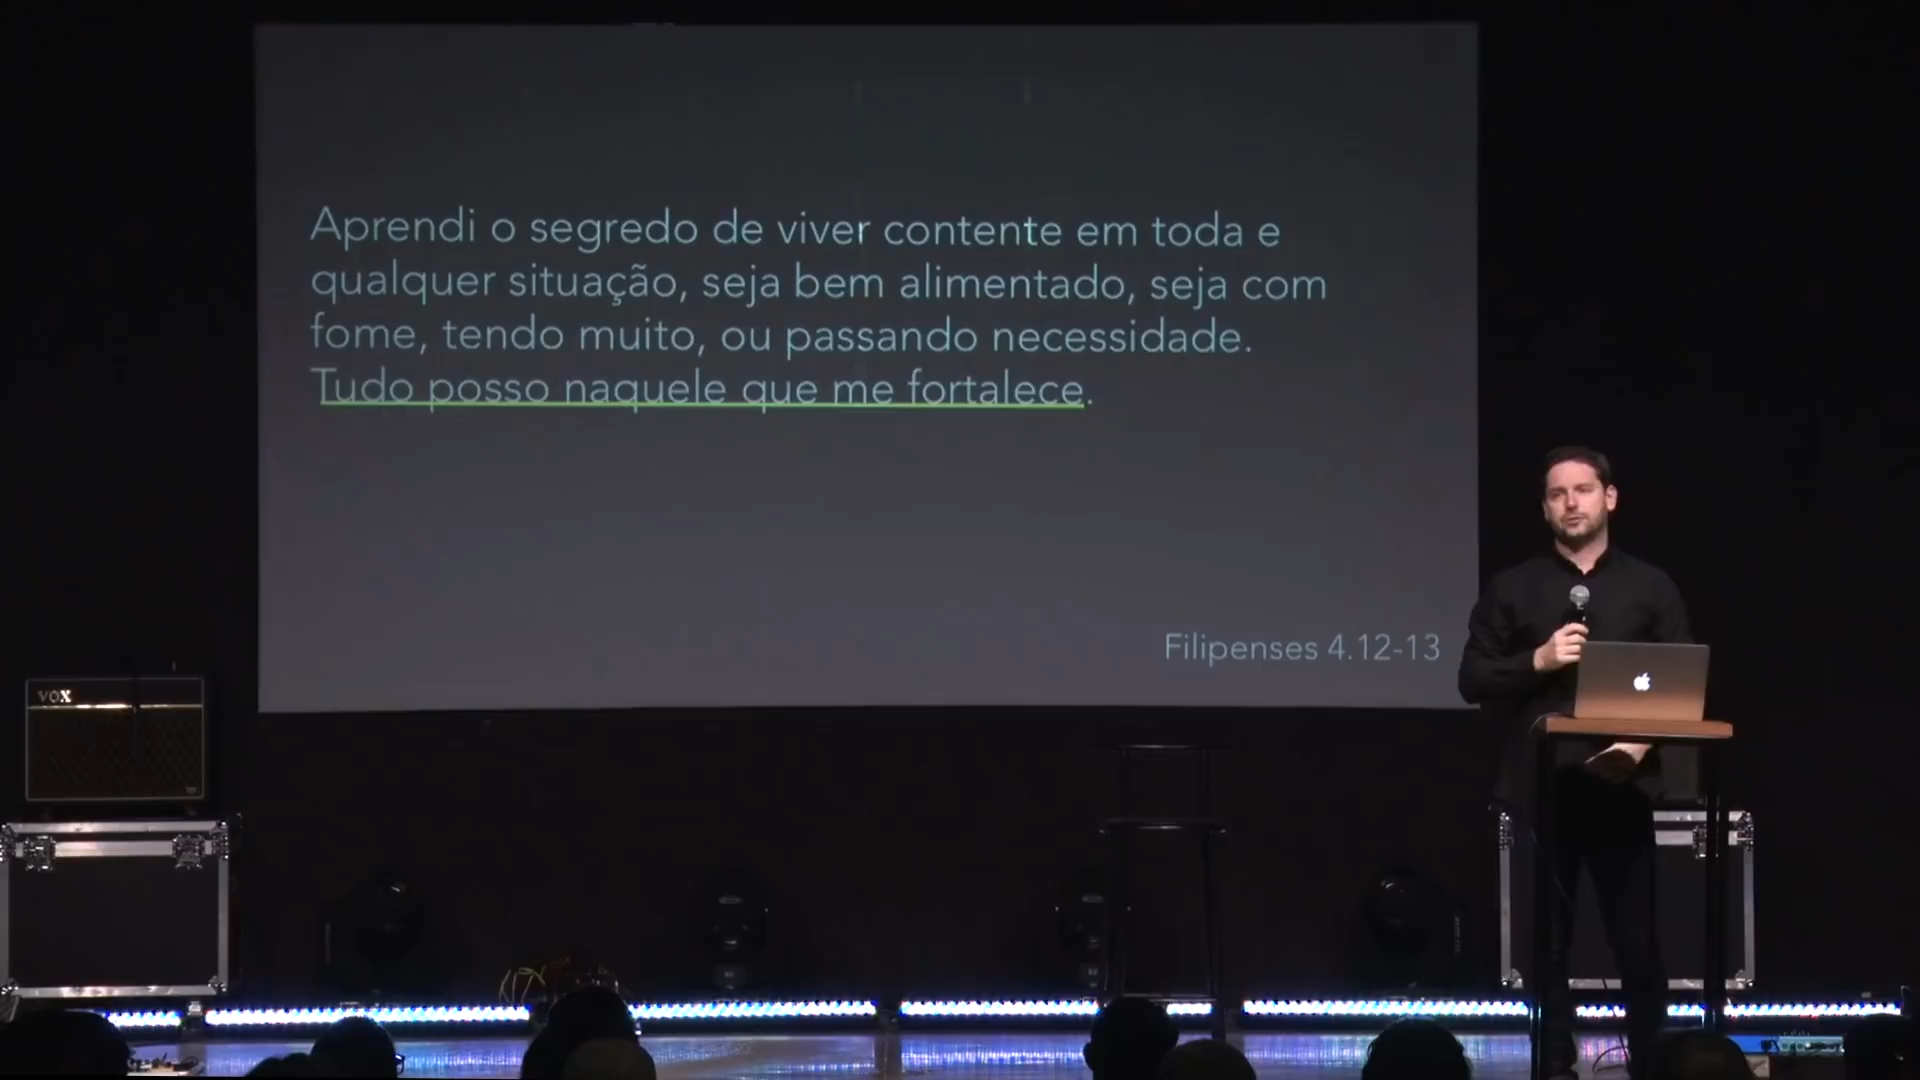 Aprendi o segredo de viver contente em toda e
qualquer situação, seja bem alimentado, seja com
fome, tendo muito, ou passando necessidade.
Tudo posso naquele que me fortalece.
Filipenses 4.12-13
VOX